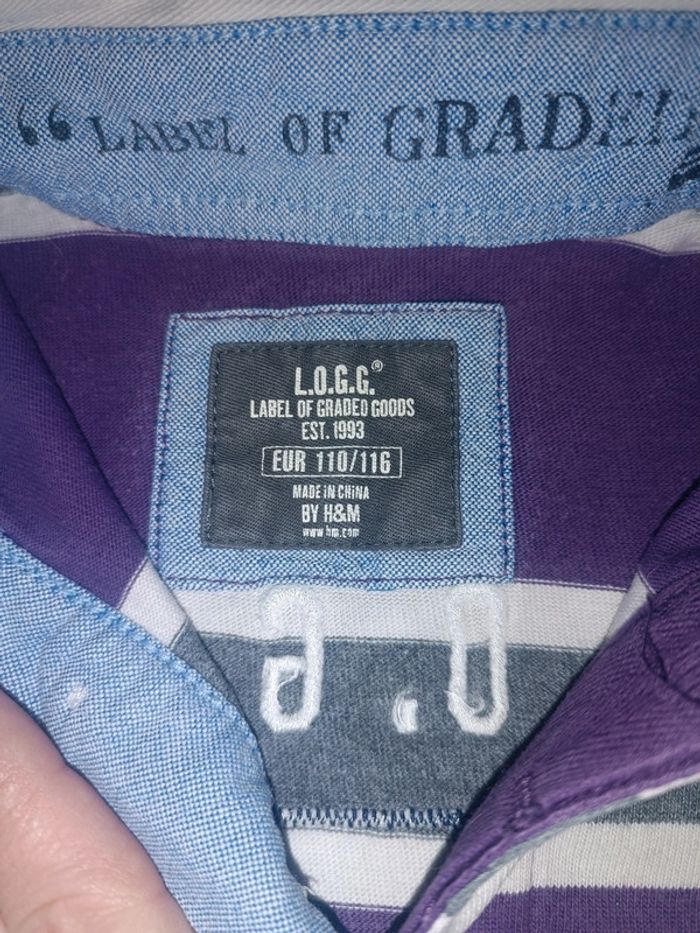 “ LABEL OF GRADE
L.O.G.G.®
LABEL OF GRADED GOODS
EST. 1993
EUR 110/116
MADE IN CHINA
BY H&M
www.hm.com